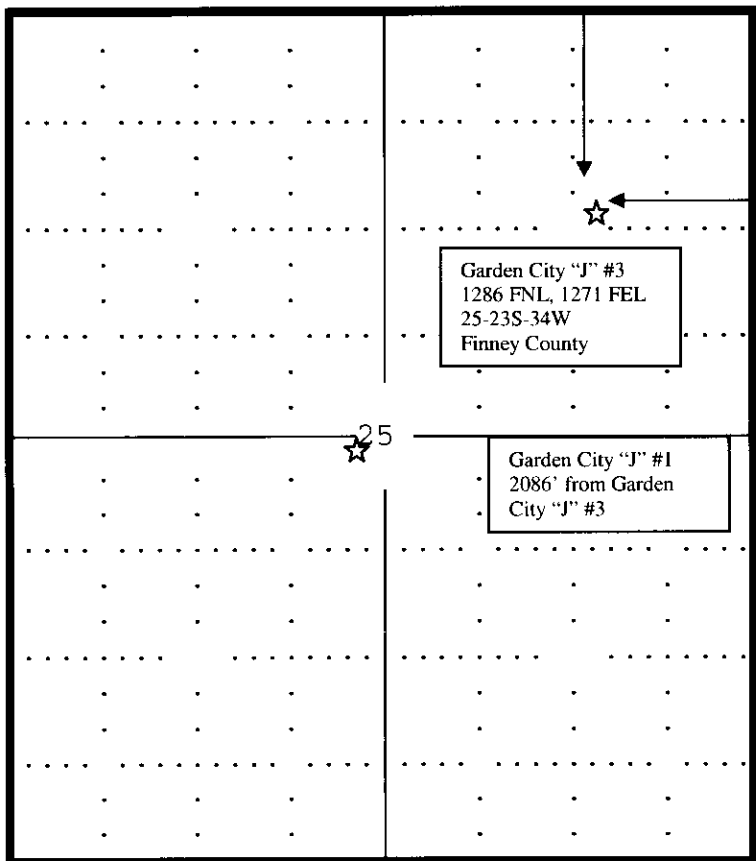 Garden City “J” #3
1286 FNL, 1271 FEL
25-23S-34W
Finney County
25
Garden City “J” #1
2086’ from Garden
City “J” #3